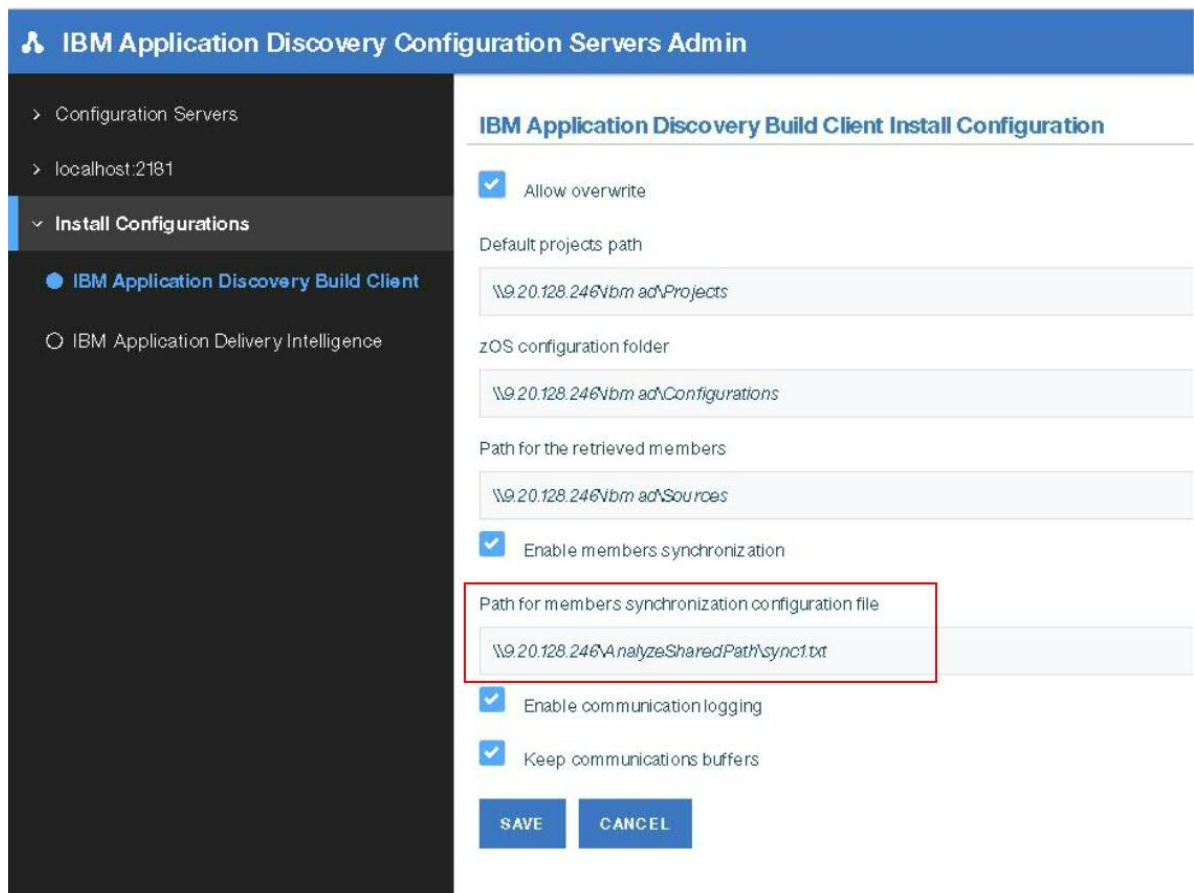 IBM Application Discovery Configuration Servers Admin
Configuration Servers
localhost:2181
Install Configurations
IBM Application Discovery Build Client
IBM Application Delivery Intelligence
IBM Application Discovery Build Client Install Configuration
Allow overwrite
Default projects path
\\9.20.128.246\ibm ad\Projects
zOS configuration folder
\\9.20.128.246\ibm ad\Configurations
Path for the retrieved members
\\9.20.128.246\ibm ad\Sources
Enable members synchronization
Path for members synchronization configuration file
\\9.20.128.246\AnalyzeSharedPath\sync1.txt
Enable communication logging
Keep communications buffers
SAVE CANCEL